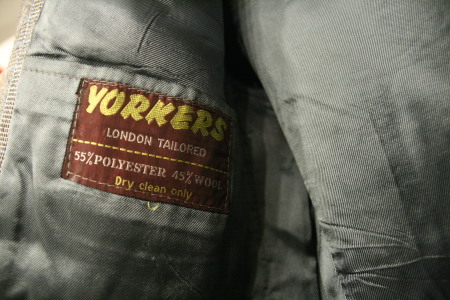 YORKERS
LONDON TAILORED
55% POLYESTER 45% WOOL
Dry clean only